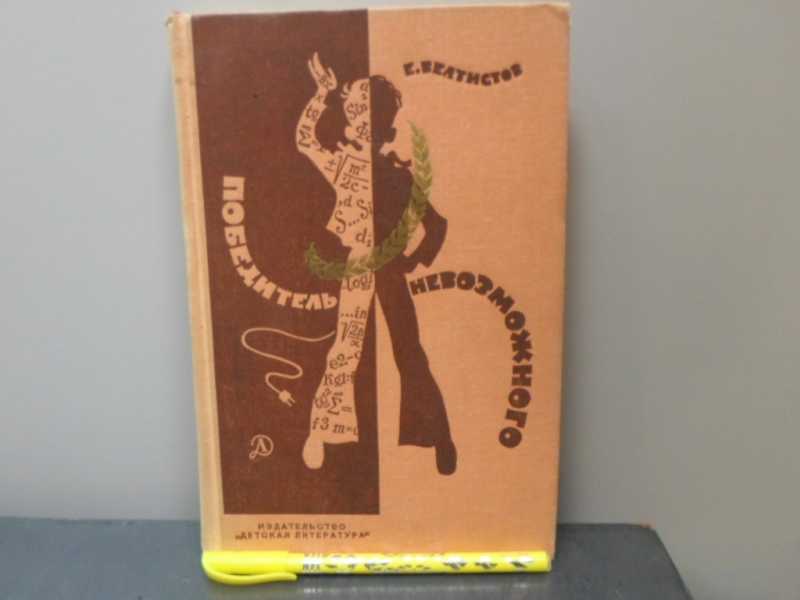 Е. ВЕЛТИСТОВ
ПОБЕДИТЕЛЬ
НЕВОЗМОЖНОГО
ИЗДАТЕЛЬСТВО
„ДЕТСКАЯ ЛИТЕРАТУРА"